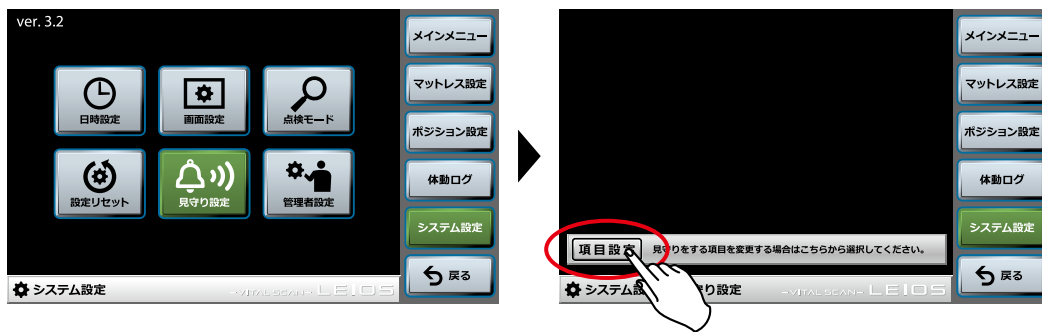 ver. 3.2
日時設定
画面設定
点検モード
設定リセット
見守り設定
管理者設定
システム設定
-VITAL SCAN- LEIOS
メインメニュー
マットレス設定
ポジション設定
体動ログ
システム設定
戻る
項目設定
見守りをする項目を変更する場合はこちらから選択してください。
システム設 り設定
-VITAL SCAN- LEIOS
メインメニュー
マットレス設定
ポジション設定
体動ログ
システム設定
戻る